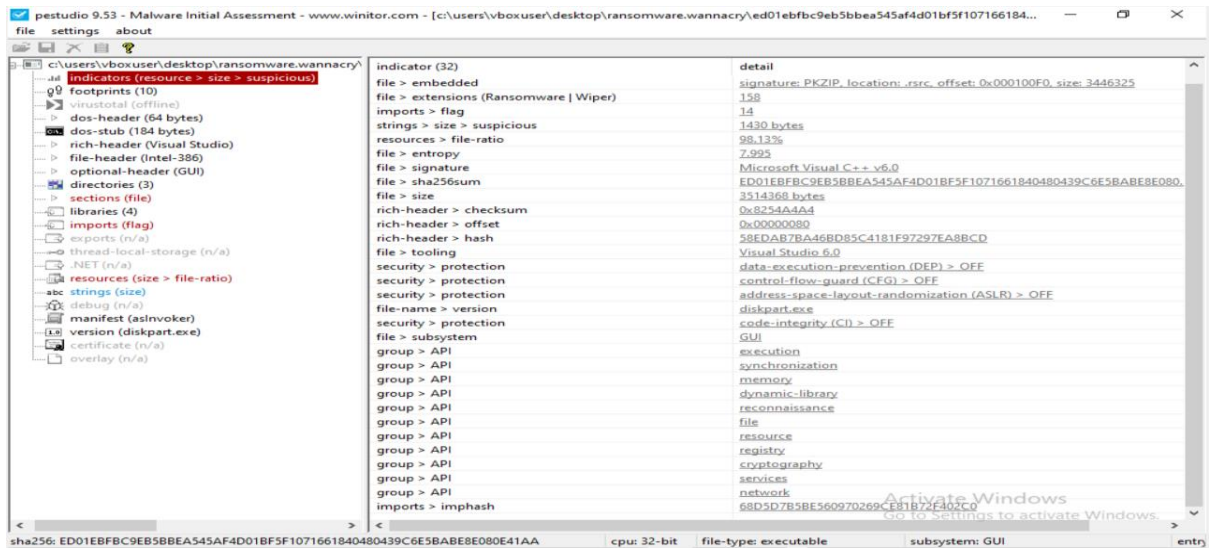 pestudio 9.53 - Malware Initial Assessment - www.winitor.com - [c:\users\vboxuser\desktop\ransomware.wannacry\ed01ebfbc9eb5bbea545af4d01bf5f107166184...
file settings about
c:\users\vboxuser\desktop\ransomware.wannacry\
indicators (resource > size > suspicious)
footprints (10)
virustotal (offline)
dos-header (64 bytes)
dos-stub (184 bytes)
rich-header (Visual Studio)
file-header (Intel-386)
optional-header (GUI)
directories (3)
sections (file)
libraries (4)
imports (flag)
exports (n/a)
thread-local-storage (n/a)
.NET (n/a)
resources (size > file-ratio)
abc strings (size)
debug (n/a)
manifest (asInvoker)
version (diskpart.exe)
certificate (n/a)
overlay (n/a)
indicator (32) detail
file > embedded signature: PKZIP, location: .rsrc, offset: 0x000100F0, size: 3446325
file > extensions (Ransomware | Wiper) 158
imports > flag 14
strings > size > suspicious 1430 bytes
resources > file-ratio 98.13%
file > entropy 7.995
file > signature Microsoft Visual C++ v6.0
file > sha256sum ED01EBFBC9EB5BBEA545AF4D01BF5F1071661840480439C6E5BABE8E080,
file > size 3514368 bytes
rich-header > checksum 0x8254A4A4
rich-header > offset 0x00000080
rich-header > hash 58EDAB7BA46BD85C4181F97297EA8BCD
file > tooling Visual Studio 6.0
security > protection data-execution-prevention (DEP) > OFF
security > protection control-flow-guard (CFG) > OFF
security > protection address-space-layout-randomization (ASLR) > OFF
file-name > version diskpart.exe
security > protection code-integrity (CI) > OFF
file > subsystem GUI
group > API execution
group > API synchronization
group > API memory
group > API dynamic-library
group > API reconnaissance
group > API file
group > API resource
group > API registry
group > API cryptography
group > API services
group > API network
imports > imphash 68D5D7B5BE560970269CE81B72F402C0
Activate Windows
Go to Settings to activate Windows.
sha256: ED01EBFBC9EB5BBEA545AF4D01BF5F1071661840480439C6E5BABE8E080E41AA cpu: 32-bit file-type: executable subsystem: GUI entry